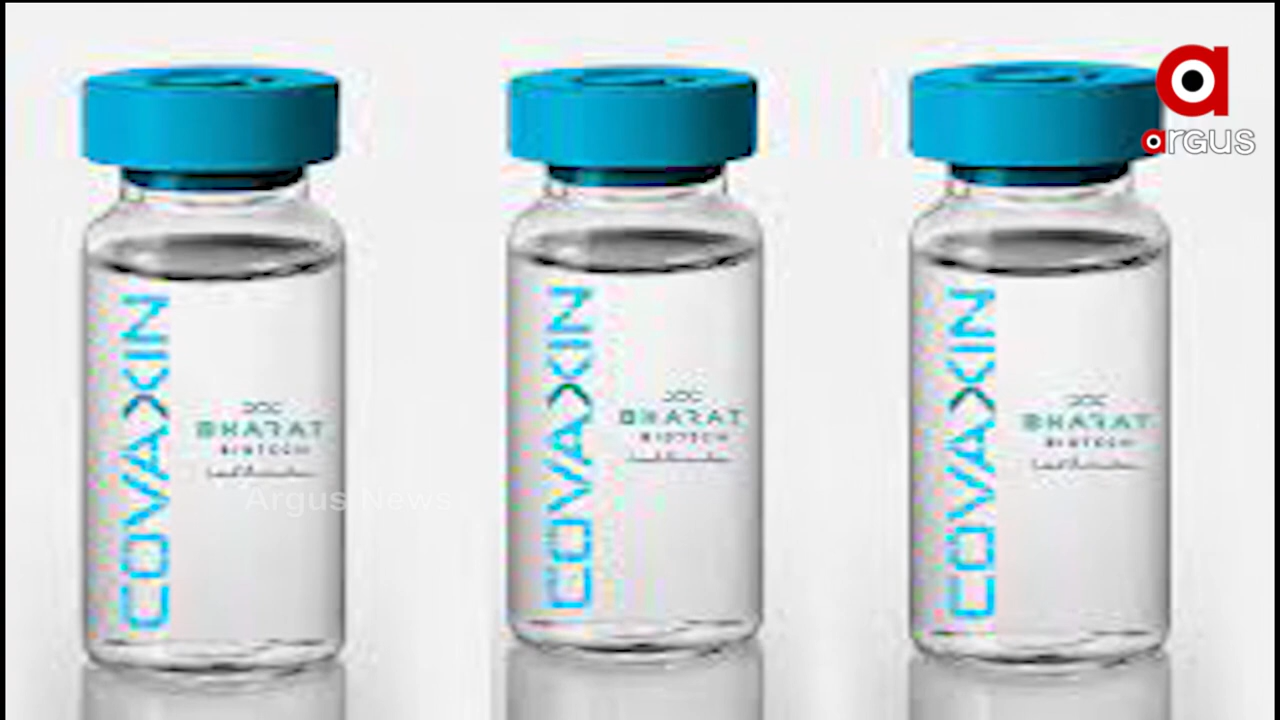 COVAXIN
BHARAT
BIOTECH
COVAXIN
BHARAT
BIOTECH
COVAXIN
BHARAT
BIOTECH
a
argus
Argus News